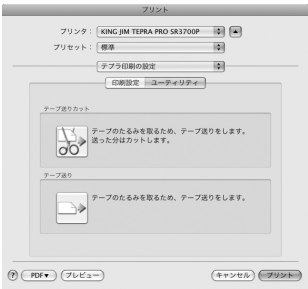 プリント
プリンタ： KING JIM TEPRA PRO SR3700P
プリセット： 標準
テプラ印刷の設定
印刷設定 ユーティリティ
テープ送りカット
テープのたるみを取るため、テープ送りをします。
送った分はカットします。
テープ送り
テープのたるみを取るため、テープ送りをします。
? PDF▼ プレビュー キャンセル プリント